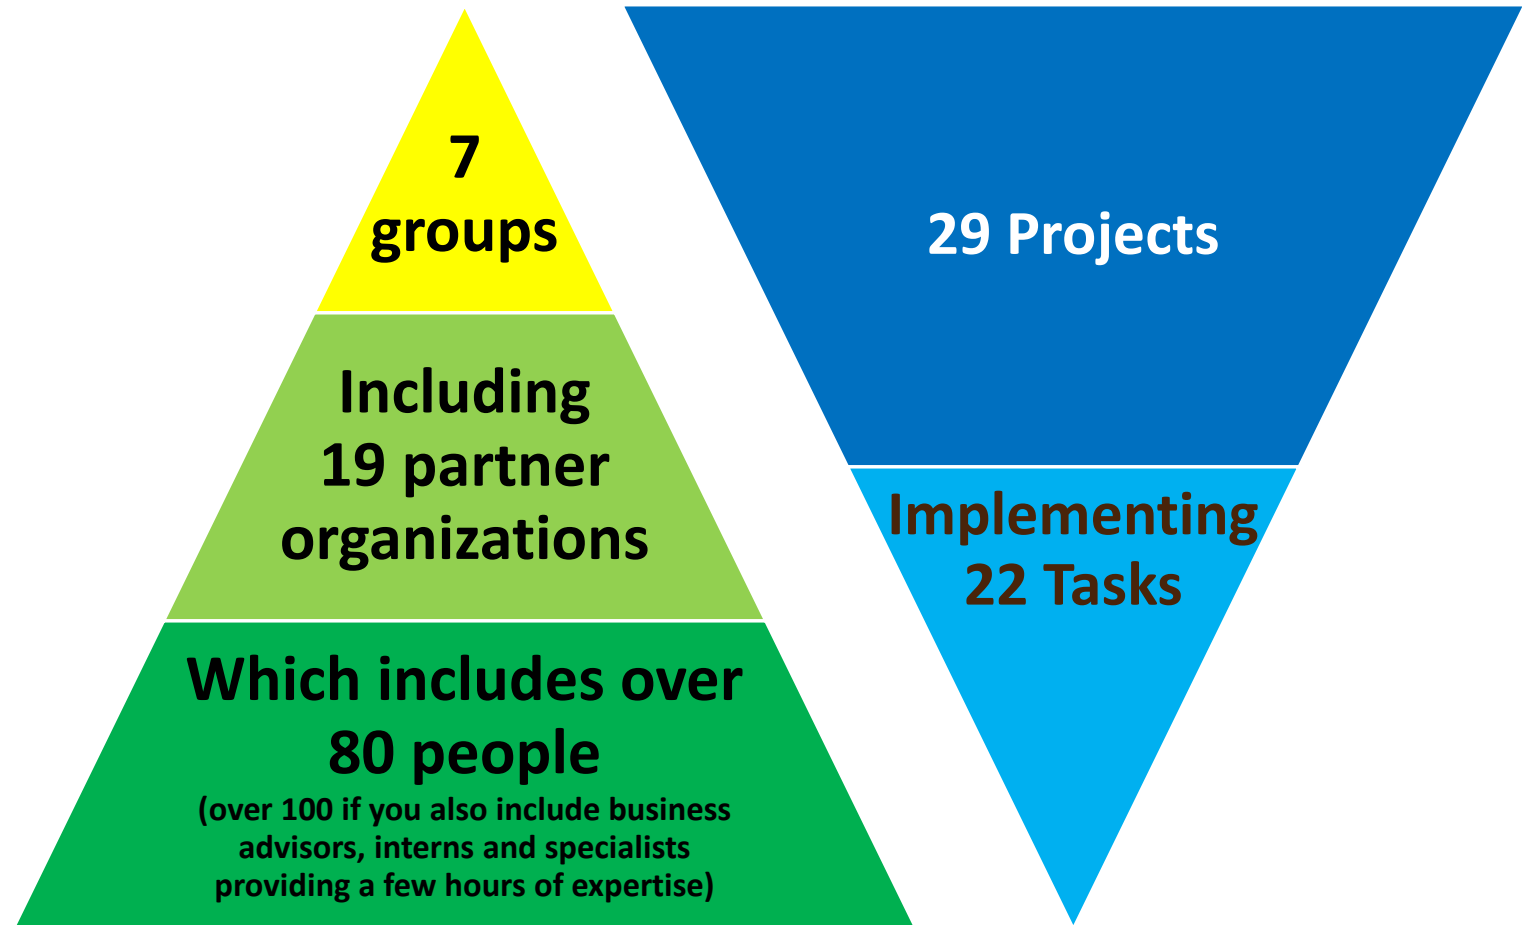 7
groups
Including
19 partner
organizations
Which includes over
80 people
(over 100 if you also include business
advisors, interns and specialists
providing a few hours of expertise)
29 Projects
Implementing
22 Tasks